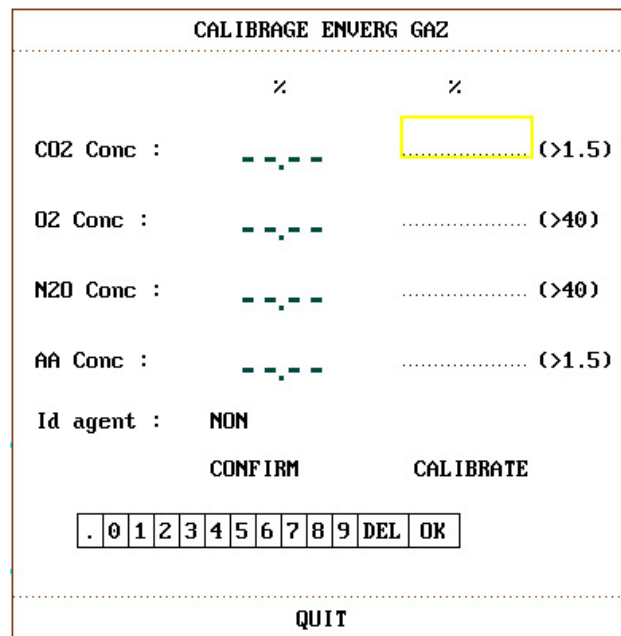 CALIBRAGE ENVERG GAZ
% %
CO2 Conc : --.-- (>1.5)
O2 Conc : --.-- (>40)
N2O Conc : --.-- (>40)
AA Conc : --.-- (>1.5)
Id agent : NON
CONFIRM CALIBRATE
. 0 1 2 3 4 5 6 7 8 9 DEL OK
QUIT